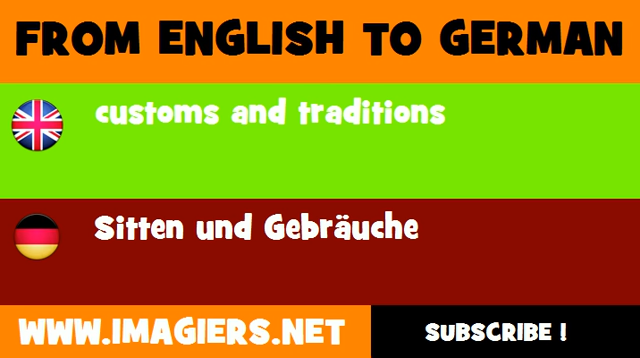 FROM ENGLISH TO GERMAN
customs and traditions
Sitten und Gebräuche
WWW.IMAGIERS.NET
SUBSCRIBE !